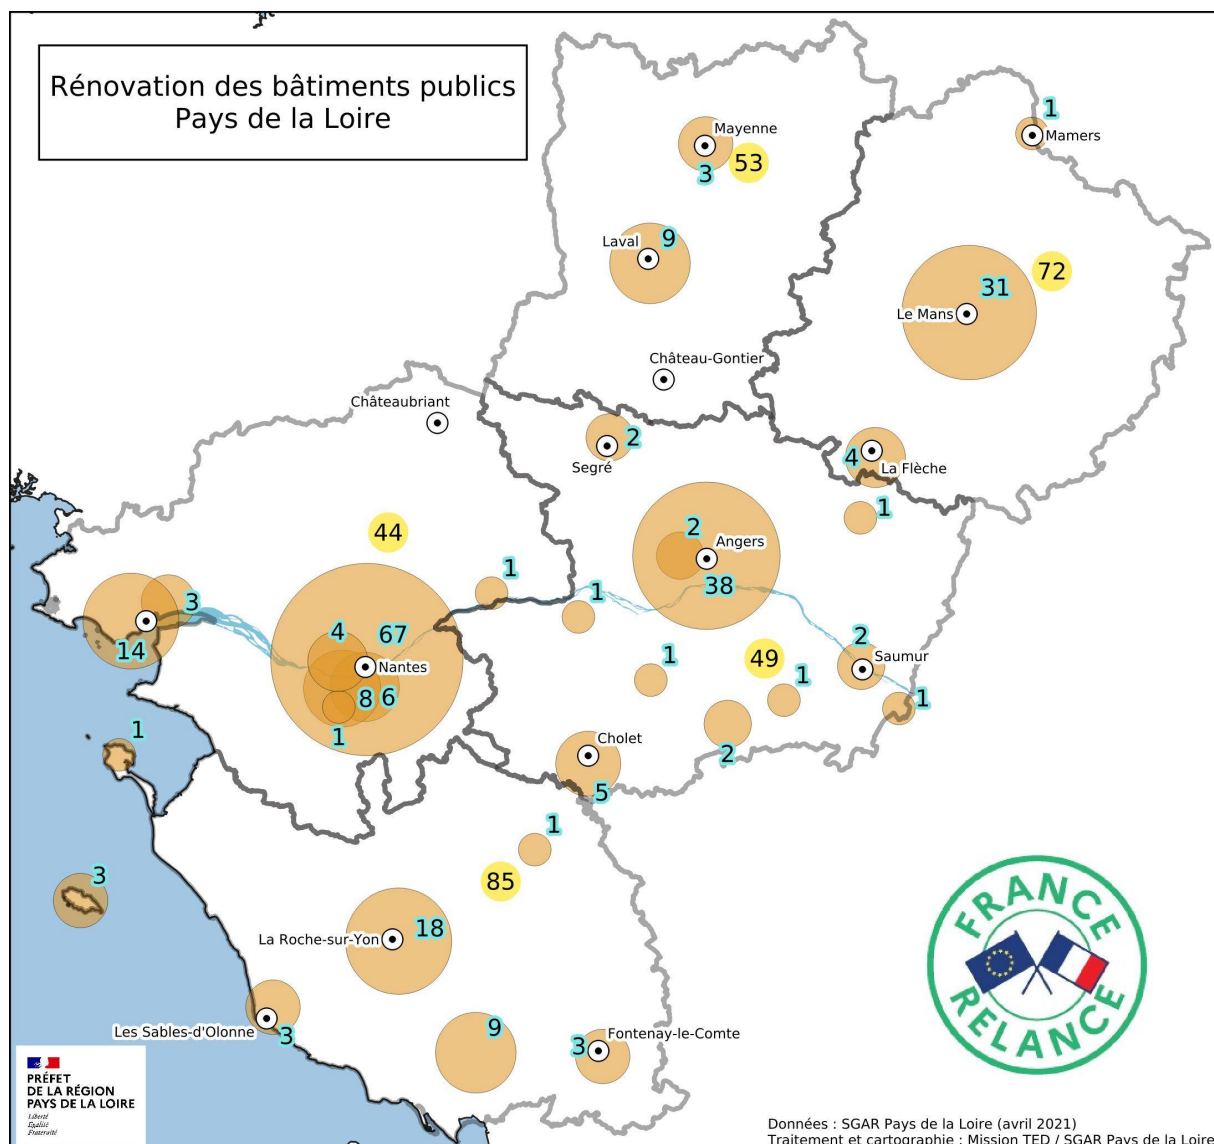 Rénovation des bâtiments publics
Pays de la Loire
1
Mamers
Mayenne
53
3
Laval
9
72
31
Le Mans
Château-Gontier
Châteaubriant
2
Segré
4
La Flèche
1
44
2
Angers
38
1
1
3
14
4
67
Nantes
8
6
1
2
Saumur
49
1
1
1
2
Cholet
5
1
1
85
3
18
La Roche-sur-Yon
Les Sables-d'Olonne
3
9
3
Fontenay-le-Comte
FRANCE
RELANCE
PRÉFET
DE LA RÉGION
PAYS DE LA LOIRE
Liberté
Égalité
Fraternité
Données : SGAR Pays de la Loire (avril 2021)
Traitement et cartographie : Mission TED / SGAR Pays de la Loire